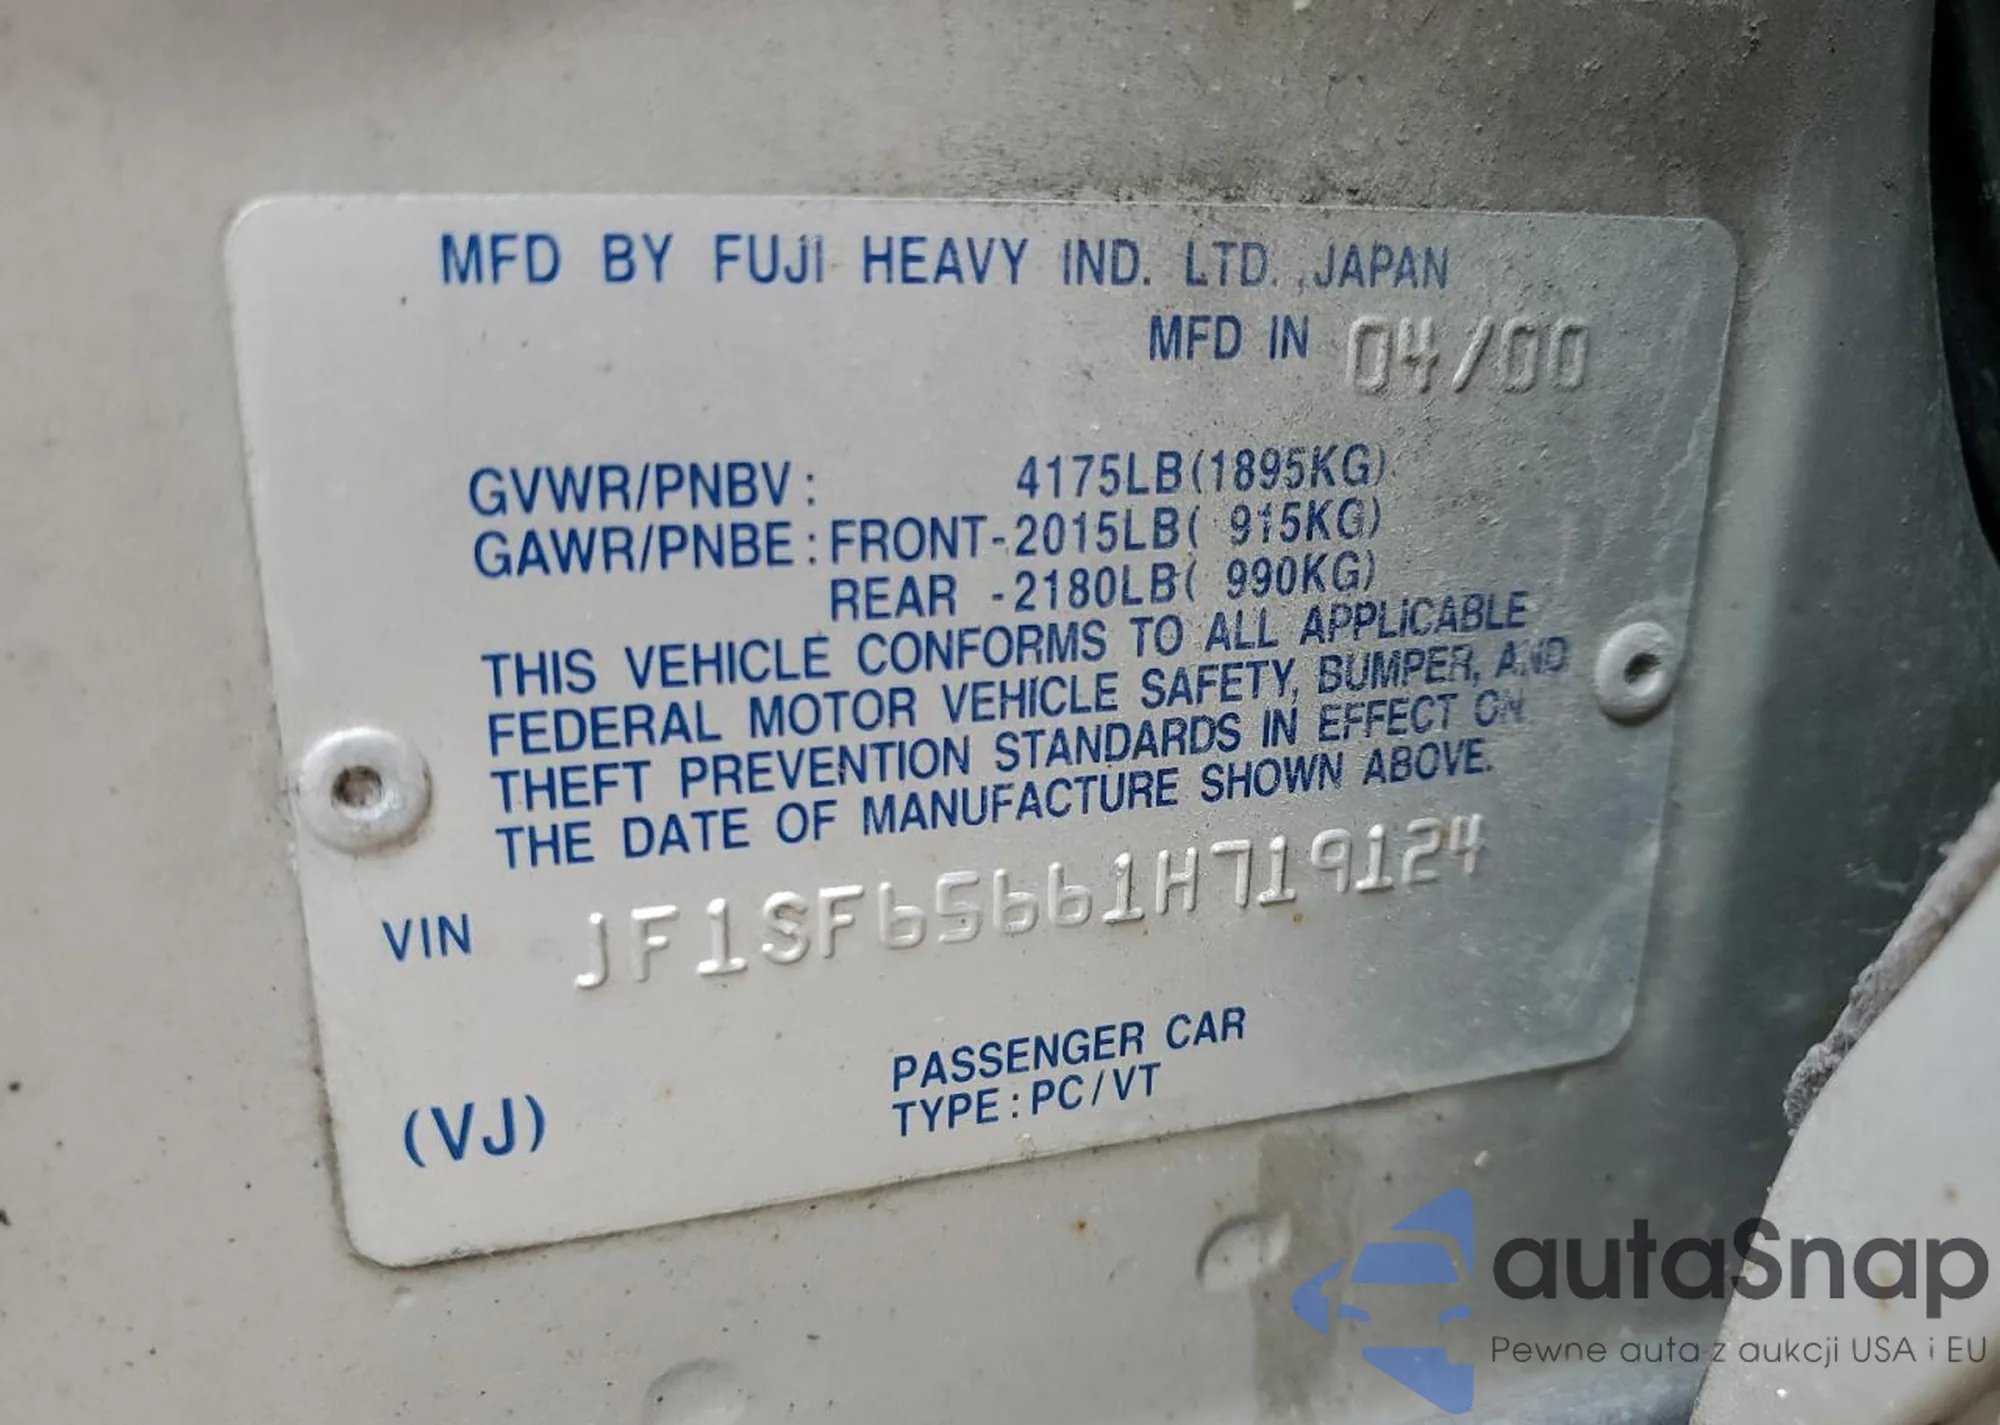 MFD BY FUJI HEAVY IND. LTD. ,JAPAN
MFD IN 04/00
GVWR/PNBV : 4175LB(1895KG)
GAWR/PNBE : FRONT-2015LB( 915KG)
REAR -2180LB( 990KG)
THIS VEHICLE CONFORMS TO ALL APPLICABLE
FEDERAL MOTOR VEHICLE SAFETY, BUMPER, AND
THEFT PREVENTION STANDARDS IN EFFECT ON
THE DATE OF MANUFACTURE SHOWN ABOVE.
VIN JF1SF65661H719124
PASSENGER CAR
(VJ) TYPE : PC/VT
autaSnap
Pewne auta z aukcji USA i EU